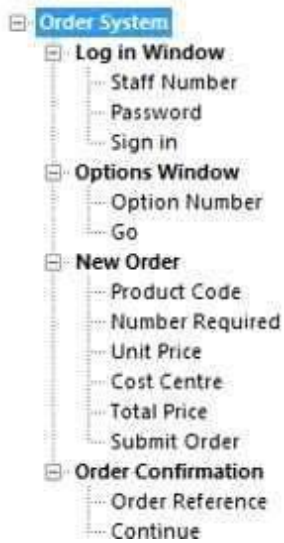 Order System
Log in Window
Staff Number
Password
Sign in
Options Window
Option Number
Go
New Order
Product Code
Number Required
Unit Price
Cost Centre
Total Price
Submit Order
Order Confirmation
Order Reference
Continue